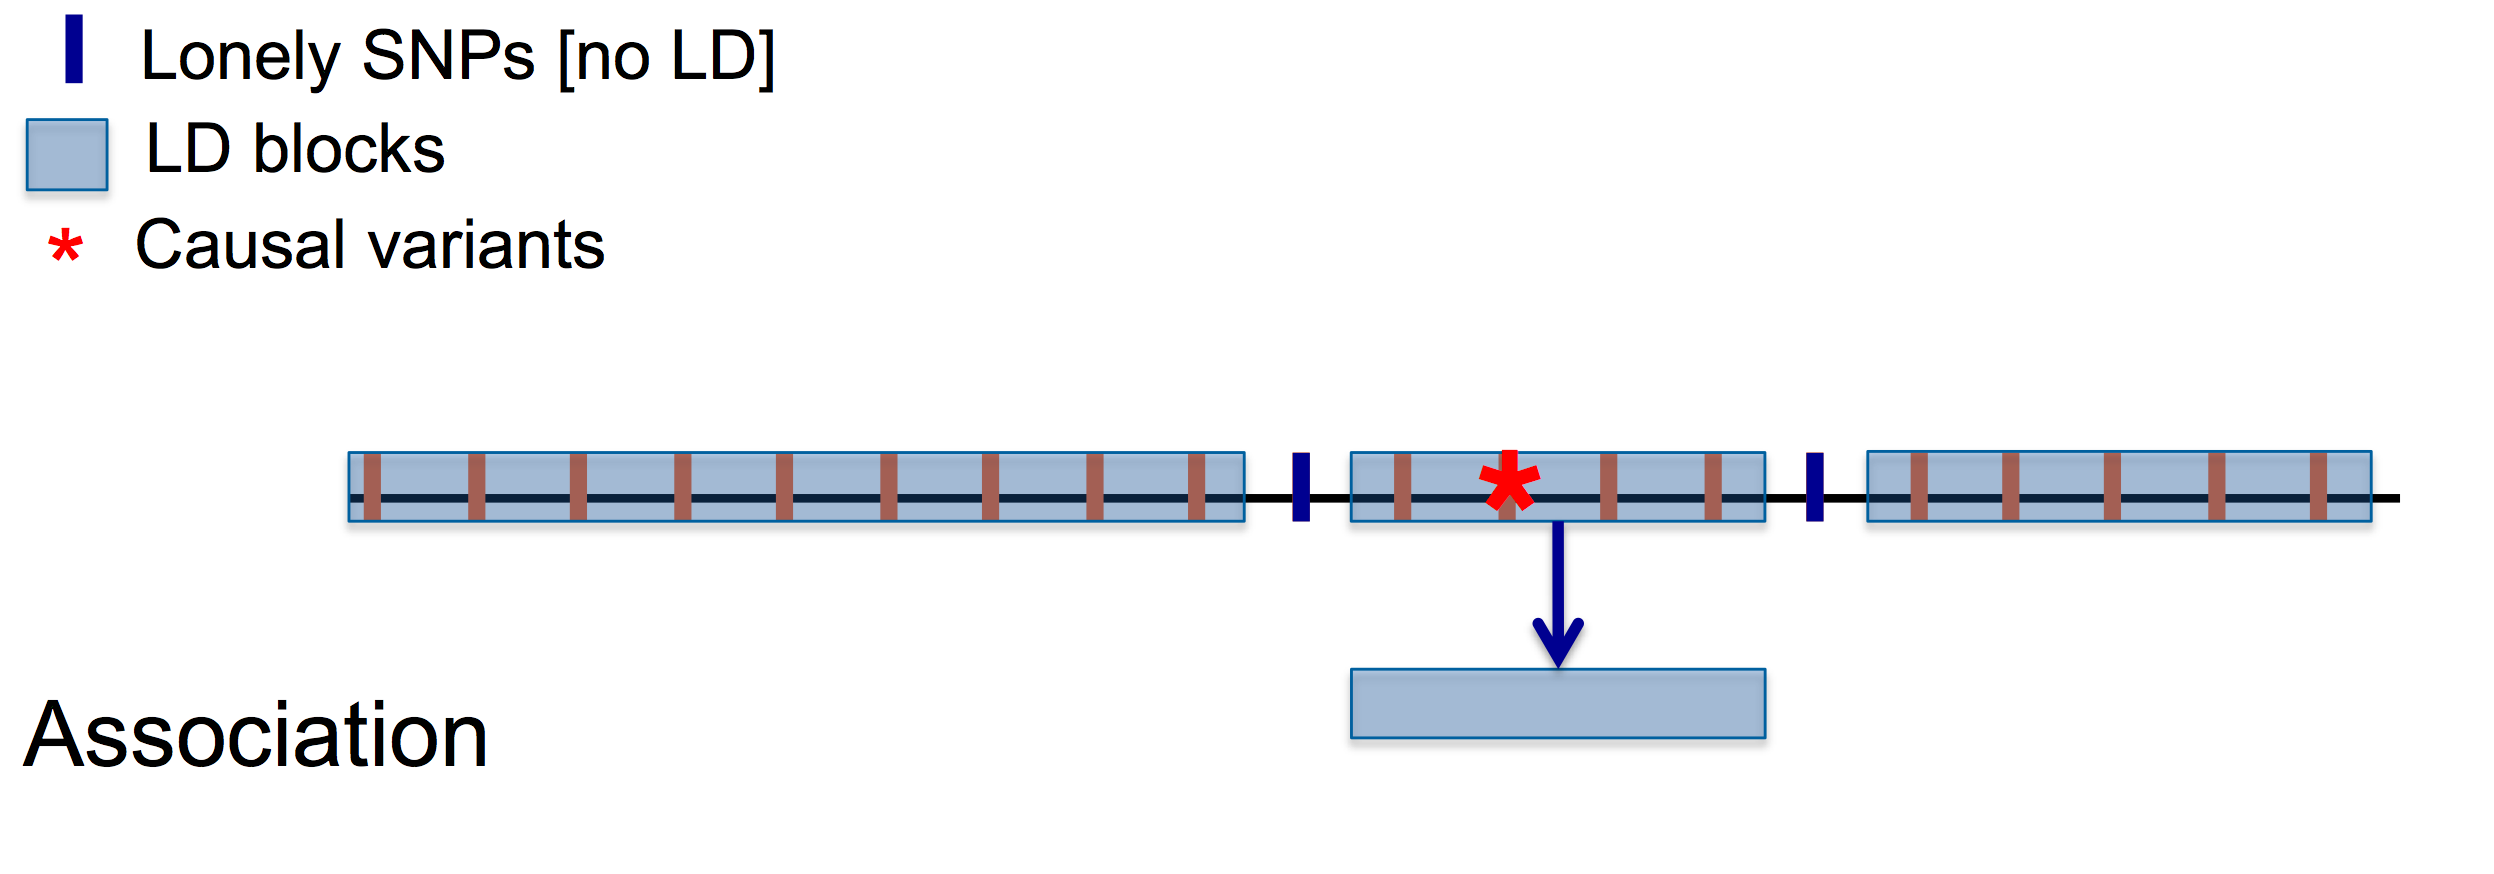 Lonely SNPs [no LD]
LD blocks
* Causal variants
*
Association